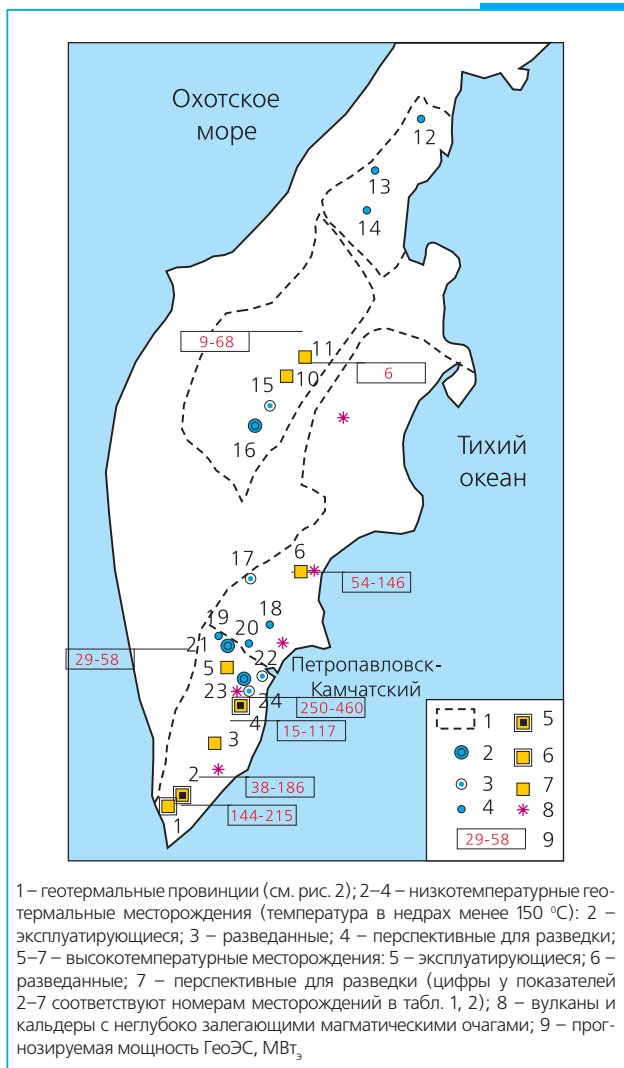 Охотское
море
12
13
14
9-68
11
10
6
15
16
Тихий
океан
17
6
54-146
18
19
20
21
29-58
22
5
Петропавловск-
Камчатский
23
24
250-460
4
15-117
3
2
38-186
144-215
1
1 5
2 6
3 7
4 8
29-58 9
1 – геотермальные провинции (см. рис. 2); 2–4 – низкотемпературные гео-
термальные месторождения (температура в недрах менее 150 °С): 2 –
эксплуатирующиеся; 3 – разведанные; 4 – перспективные для разведки;
5–7 – высокотемпературные месторождения: 5 – эксплуатирующиеся; 6 –
разведанные; 7 – перспективные для разведки (цифры у показателей
2–7 соответствуют номерам месторождений в табл. 1, 2); 8 – вулканы и
кальдеры с неглубоко залегающими магматическими очагами; 9 – прог-
нозируемая мощность ГеоЭС, МВтэ